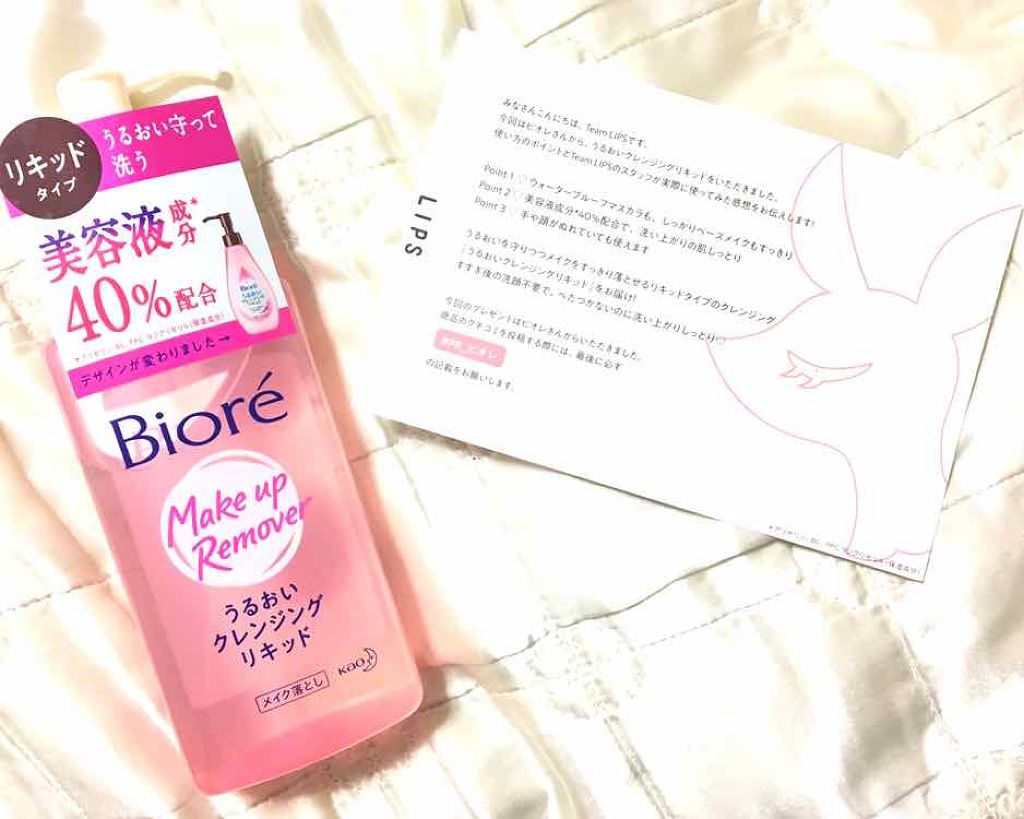 リキッド
タイプ
うるおい守って
洗う
美容液成分*
40%配合
デザインが変わりました→
Bioré
Make up
Remover
うるおい
クレンジング
リキッド
メイク落とし
Kao
LIPS
みなさんこんにちは、Team LIPSです。
今回はビオレさんから、うるおいクレンジングリキッドをいただきました。
使い方のポイントとTeam LIPSのスタッフが実際に使ってみた感想をお伝えします!
Point 1 ♡ ウォータープルーフマスカラも、しっかりベースメイクもすっきり
Point 2 ♡ 美容液成分*40%配合で、洗い上がりの肌しっとり
Point 3 ♡ 手や顔がぬれていても使えます
うるおいを守りつつメイクをすっきり落とせるリキッドタイプのクレンジング
『うるおいクレンジングリキッド』をお届け!
すすぎ後の洗顔不要で、べたつかないのに洗い上がりしっとり♡
今回のプレゼントはビオレさんからいただきました。
商品のクチコミを投稿する際には、最後に必ず
#PR_ビオレ
の記載をお願いします。